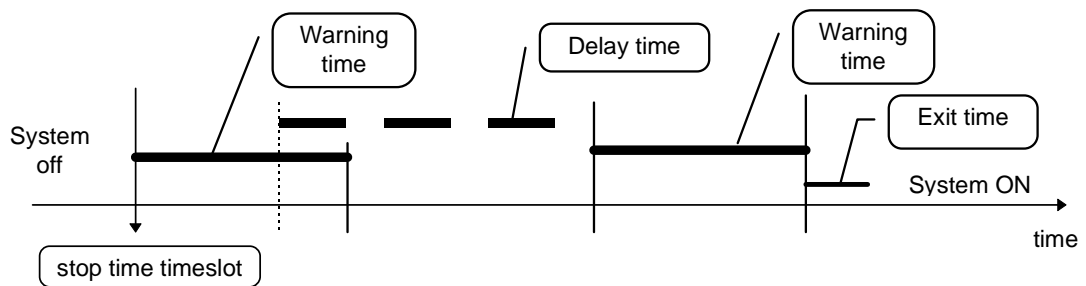 Warning
time
Delay time
Warning
time
Exit time
System
off
System ON
time
stop time timeslot